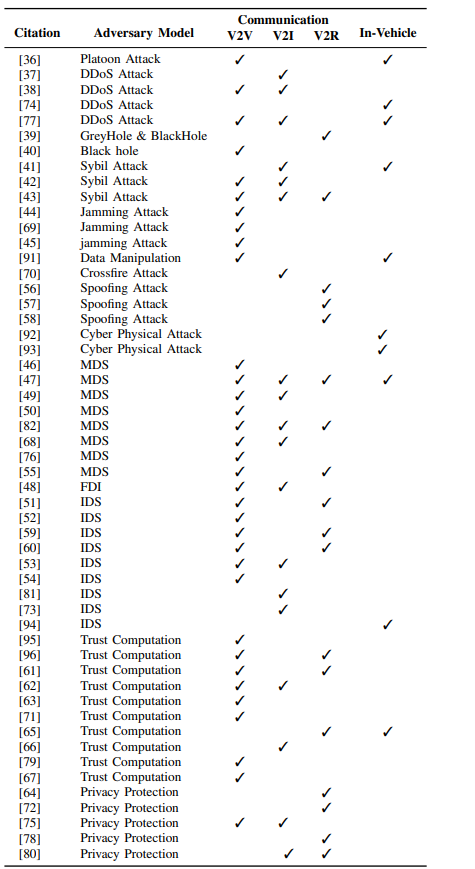 Communication
Citation Adversary Model V2V V2I V2R In-Vehicle
[36] Platoon Attack ✓ ✓
[37] DDoS Attack ✓
[38] DDoS Attack ✓ ✓
[74] DDoS Attack ✓
[77] DDoS Attack ✓ ✓ ✓
[39] GreyHole & BlackHole ✓
[40] Black hole ✓
[41] Sybil Attack ✓ ✓
[42] Sybil Attack ✓ ✓
[43] Sybil Attack ✓ ✓ ✓
[44] Jamming Attack ✓
[69] Jamming Attack ✓
[45] jamming Attack ✓
[91] Data Manipulation ✓ ✓
[70] Crossfire Attack ✓
[56] Spoofing Attack ✓
[57] Spoofing Attack ✓
[58] Spoofing Attack ✓
[92] Cyber Physical Attack ✓
[93] Cyber Physical Attack ✓
[46] MDS ✓
[47] MDS ✓ ✓ ✓ ✓
[49] MDS ✓ ✓
[50] MDS ✓
[82] MDS ✓ ✓ ✓
[68] MDS ✓ ✓
[76] MDS ✓
[55] MDS ✓ ✓
[48] FDI ✓ ✓
[51] IDS ✓ ✓
[52] IDS ✓
[59] IDS ✓ ✓
[60] IDS ✓ ✓
[53] IDS ✓ ✓
[54] IDS ✓
[81] IDS ✓
[73] IDS ✓
[94] IDS ✓
[95] Trust Computation ✓
[96] Trust Computation ✓ ✓
[61] Trust Computation ✓ ✓
[62] Trust Computation ✓ ✓
[63] Trust Computation ✓
[71] Trust Computation ✓
[65] Trust Computation ✓ ✓
[66] Trust Computation ✓
[79] Trust Computation ✓
[67] Trust Computation ✓
[64] Privacy Protection ✓
[72] Privacy Protection ✓
[75] Privacy Protection ✓ ✓
[78] Privacy Protection ✓
[80] Privacy Protection ✓ ✓